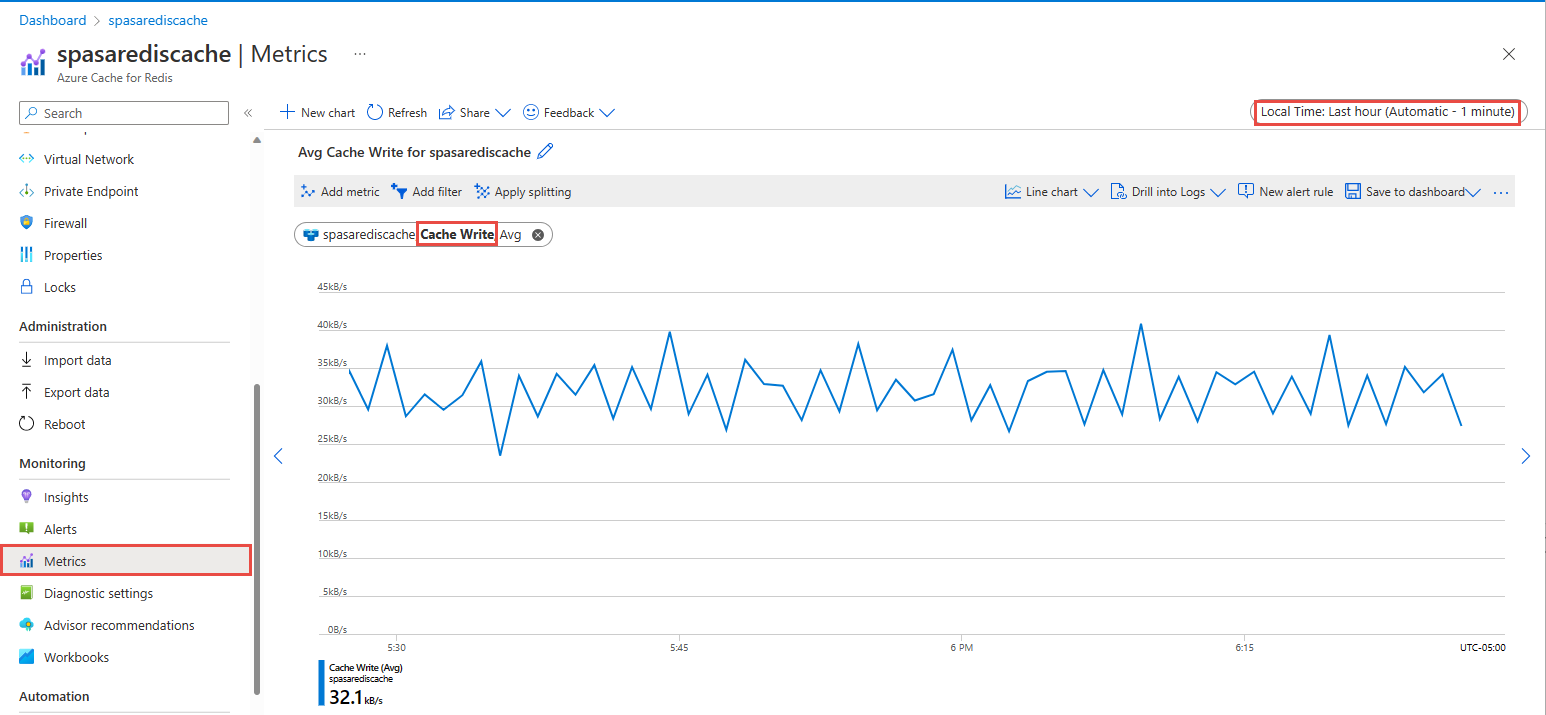 Dashboard > spasarediscache
spasarediscache | Metrics ...
Azure Cache for Redis
Search
«
New chart Refresh Share Feedback
Local Time: Last hour (Automatic - 1 minute)
Virtual Network
Private Endpoint
Firewall
Properties
Locks
Administration
Import data
Export data
Reboot
Monitoring
Insights
Alerts
Metrics
Diagnostic settings
Advisor recommendations
Workbooks
Automation
Avg Cache Write for spasarediscache
Add metric Add filter Apply splitting Line chart Drill into Logs New alert rule Save to dashboard ...
spasarediscache, Cache Write, Avg
45kB/s
40kB/s
35kB/s
30kB/s
25kB/s
20kB/s
15kB/s
10kB/s
5kB/s
0B/s
5:30 5:45 6 PM 6:15 UTC-05:00
Cache Write (Avg)
spasarediscache
32.1 kB/s